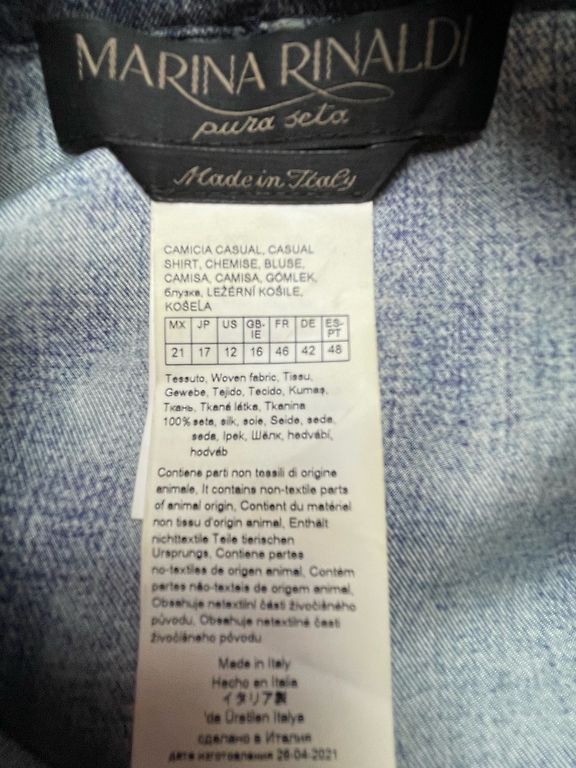 MARINA RINALDI
pura seta
Made in Italy
CAMICIA CASUAL, CASUAL
SHIRT, CHEMISE, BLUSE,
CAMISA, CAMISA, GÖMLEK,
блузка, LEŽÉRNÍ KOŠILE,
KOŠEĽA
MX JP US GB-IE FR DE ES-PT
21 17 12 16 46 42 48
Tessuto, Woven fabric, Tissu,
Gewebe, Tejido, Tecido, Kumaş,
Ткань, Tkaná látka, Tkanina
100% seta, silk, soie, Seide, seda,
seda, Ipek, Шёлк, hedvábí,
hodváb
Contiene parti non tessili di origine
animale, It contains non-textile parts
of animal origin, Contient du matériel
non tissu d'origin animal, Enthält
nichttextile Teile tierischen
Ursprungs, Contiene partes
no-textiles de origen animal, Contém
partes não-texteis de origem animal,
Obsahuje netextilní části živočišného
původu, Obsahuje netextilné časti
živočíšneho pôvodu
Made in Italy
Hecho en Italia
イタリア製
'da Üretilen Italya
сделано в Италии
дата изготовления 26-04-2021